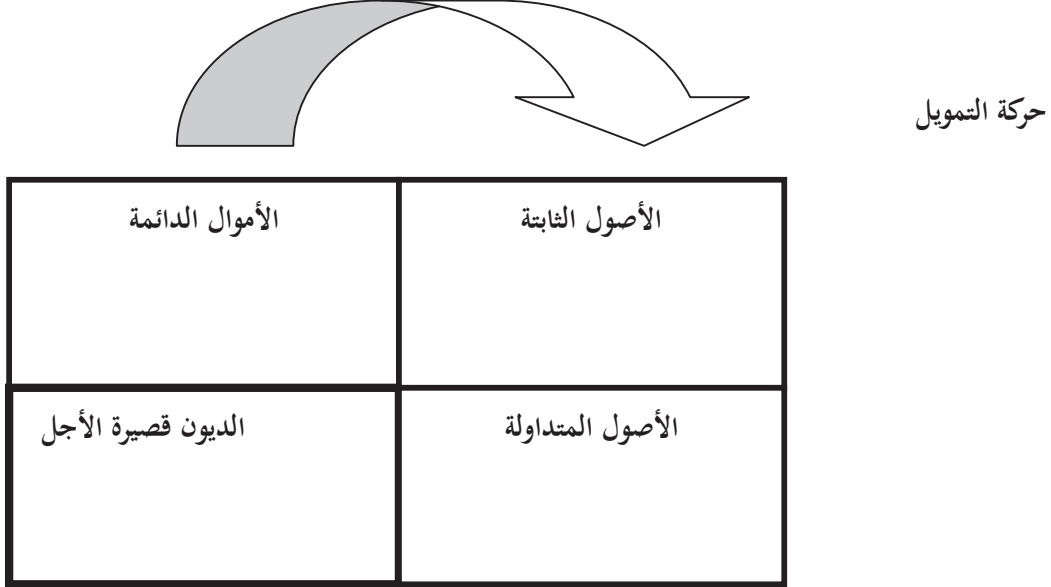 حركة التمويل
الأصول الثابتة
الأموال الدائمة
الأصول المتداولة
الديون قصيرة الأجل